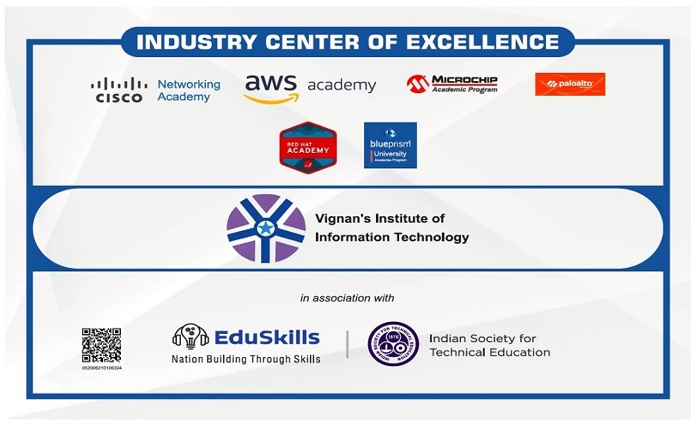 INDUSTRY CENTER OF EXCELLENCE
CISCO Networking Academy
aws academy
MICROCHIP
Academic Program
paloalto
RED HAT
ACADEMY
blueprism
University
Academic Program
Vignan's Institute of
Information Technology
in association with
EduSkills
Nation Building Through Skills
Indian Society for
Technical Education